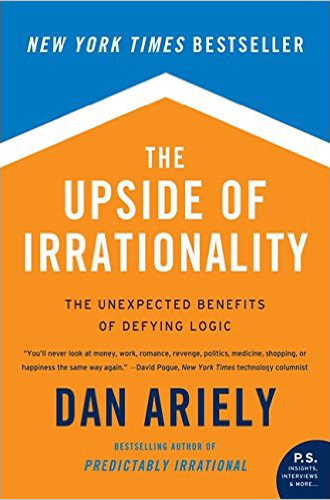 NEW YORK TIMES BESTSELLER
THE
UPSIDE OF
IRRATIONALITY
THE UNEXPECTED BENEFITS
OF DEFYING LOGIC
"You'll never look at money, work, romance, revenge, politics, medicine, shopping, or
happiness the same way again." —David Pogue, New York Times technology columnist
DAN ARIELY
BESTSELLING AUTHOR OF
PREDICTABLY IRRATIONAL
P.S.
INSIGHTS,
INTERVIEWS
& MORE...